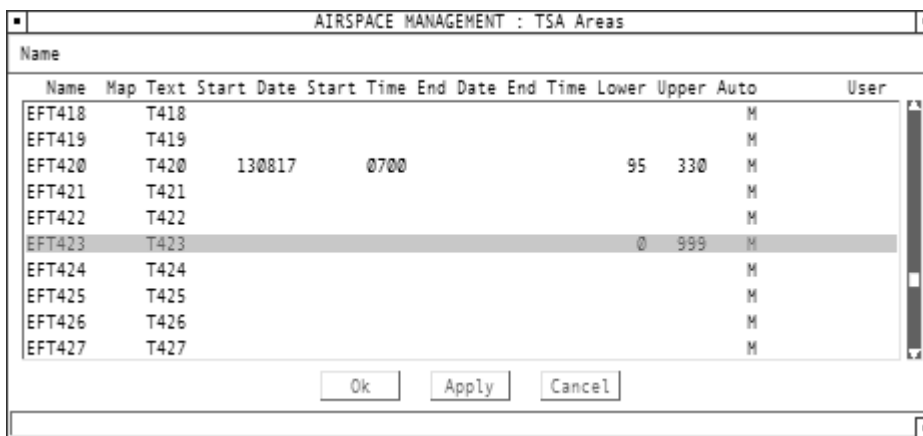 AIRSPACE MANAGEMENT : TSA Areas
Name
Name Map Text Start Date Start Time End Date End Time Lower Upper Auto User
EFT418 T418 M
EFT419 T419 M
EFT420 T420 130817 0700 95 330 M
EFT421 T421 M
EFT422 T422 M
EFT423 T423 0 999 M
EFT424 T424 M
EFT425 T425 M
EFT426 T426 M
EFT427 T427 M
Ok Apply Cancel